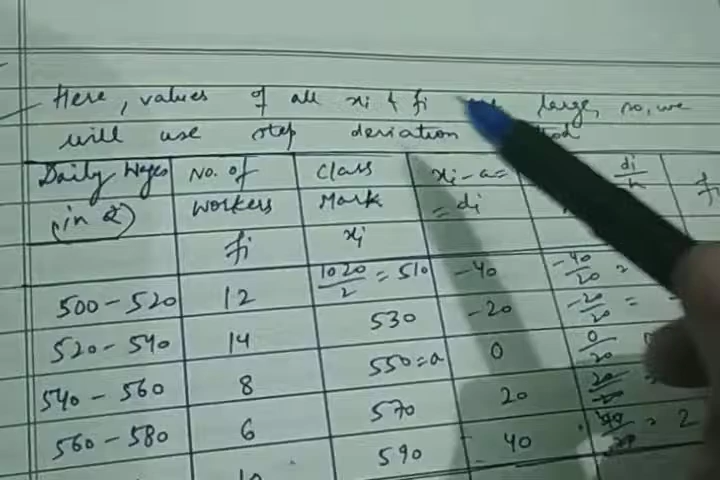 Here, values of all xi & fi large, so, we
will use step deviation
Daily Wages No. of Class xi - a = di/h
(in ₹) workers Mark = di
fi xi
500 - 520 12 1020/2 = 510 -40 -40/20 =
520 - 540 14 530 -20 -20/20 =
540 - 560 8 550 = a 0 0/20
560 - 580 6 570 20 20/20 =
10 590 40 = 2